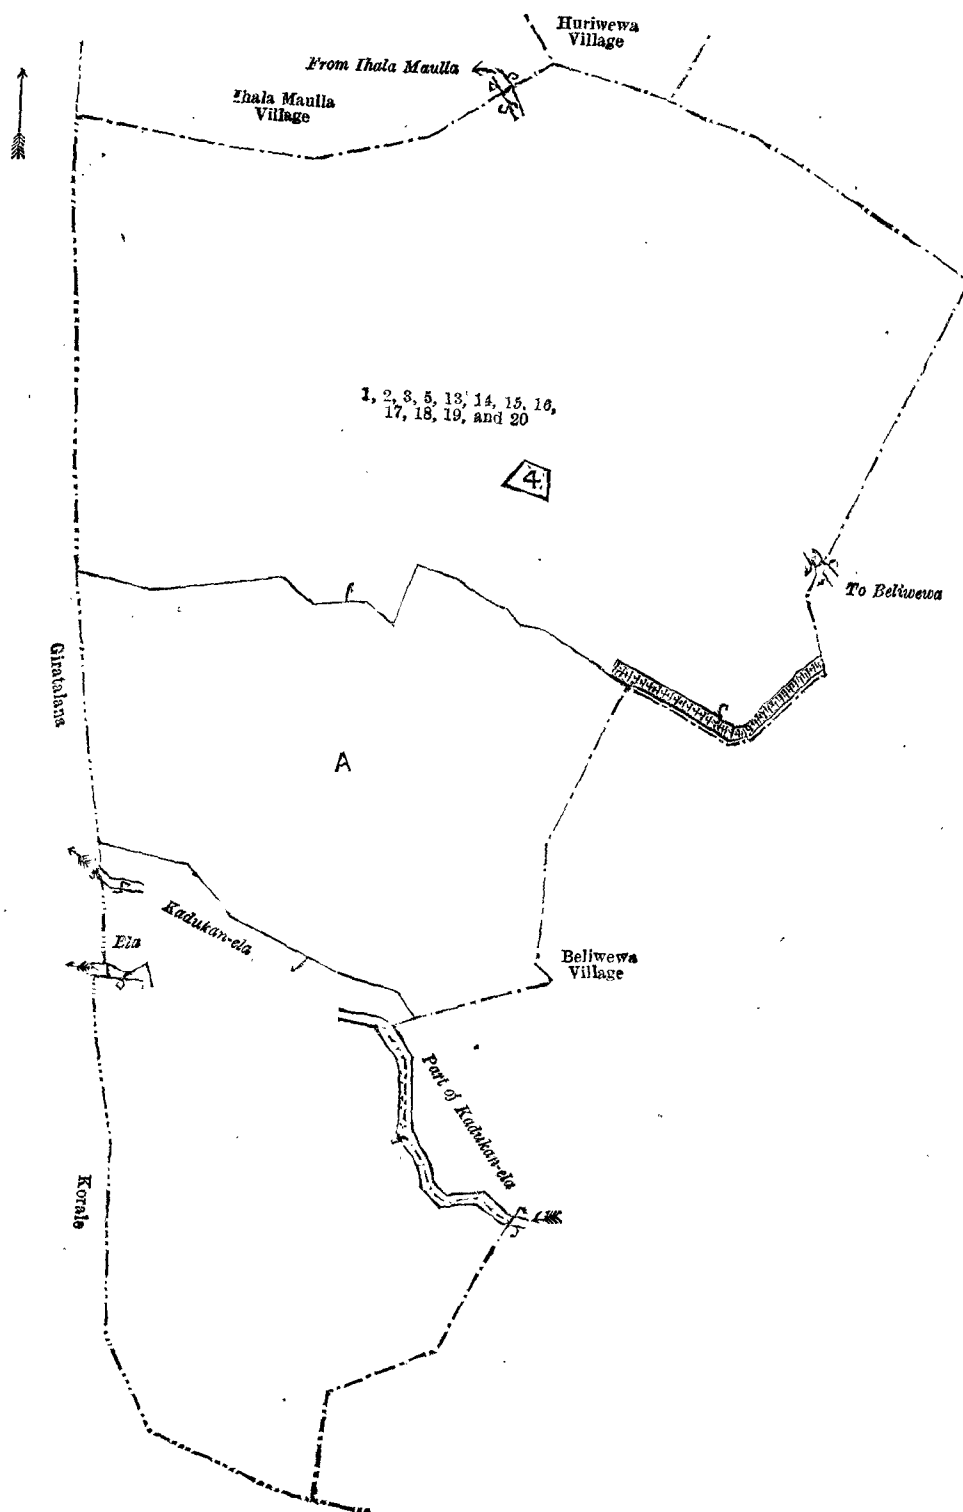 Huriwewa
Village
From Ihala Maulla
Ihala Maulla
Village
1, 2, 3, 5, 13, 14, 15, 16,
17, 18, 19, and 20
4
To Beliwewa
Giratalana
A
Kadukan-ela
Ela
Beliwewa
Village
Part of Kadukan-ela
Korale